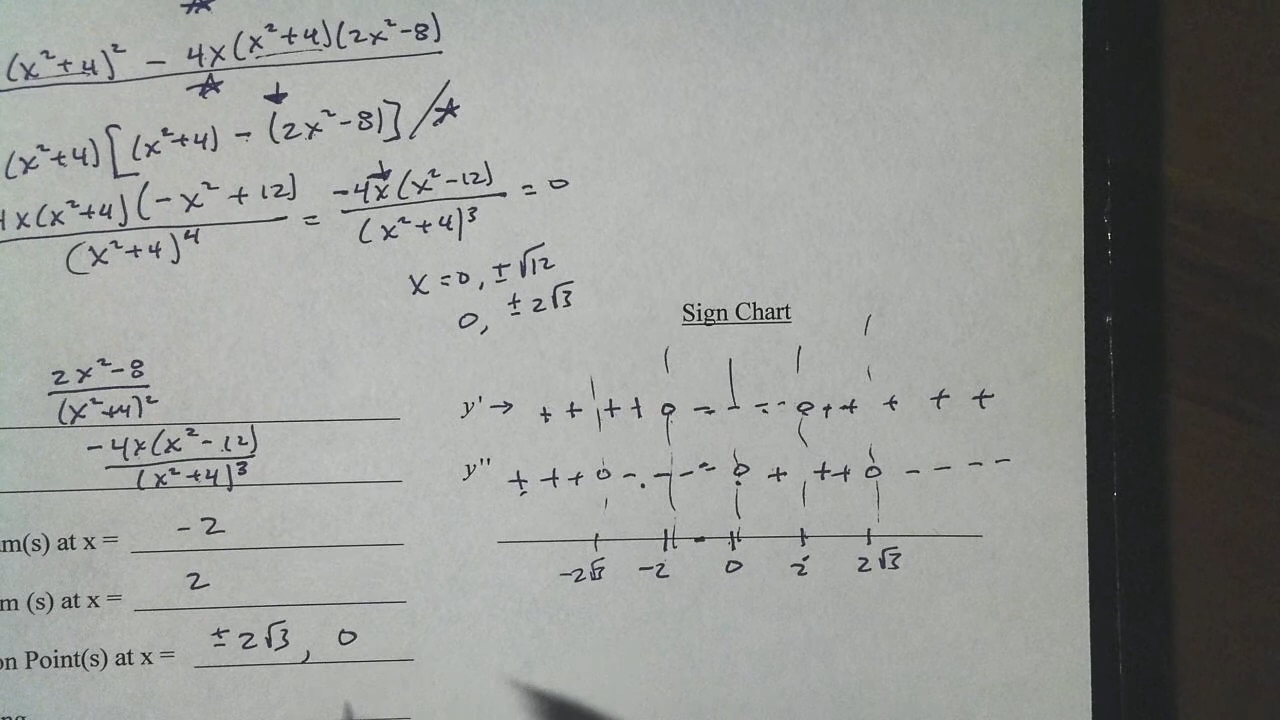 (x²+4)² - 4x(x²+4)(2x²-8)
(x²+4)[(x²+4) - (2x²-8)] /
x(x²+4)(-x²+12) / (x²+4)⁴ = -4x(x²-12) / (x²+4)³ = 0
x = 0, ±√12
0, ±2√3
Sign Chart
2x²-8 / (x²+4)²
-4x(x²-12) / (x²+4)³
y' → + + + + 0 - - - - 0 + + + + +
y'' + + + 0 - - - - 0 + + + 0 - - - -
-2√3 -2 0 2 2√3
m(s) at x = -2
m (s) at x = 2
on Point(s) at x = ±2√3, 0